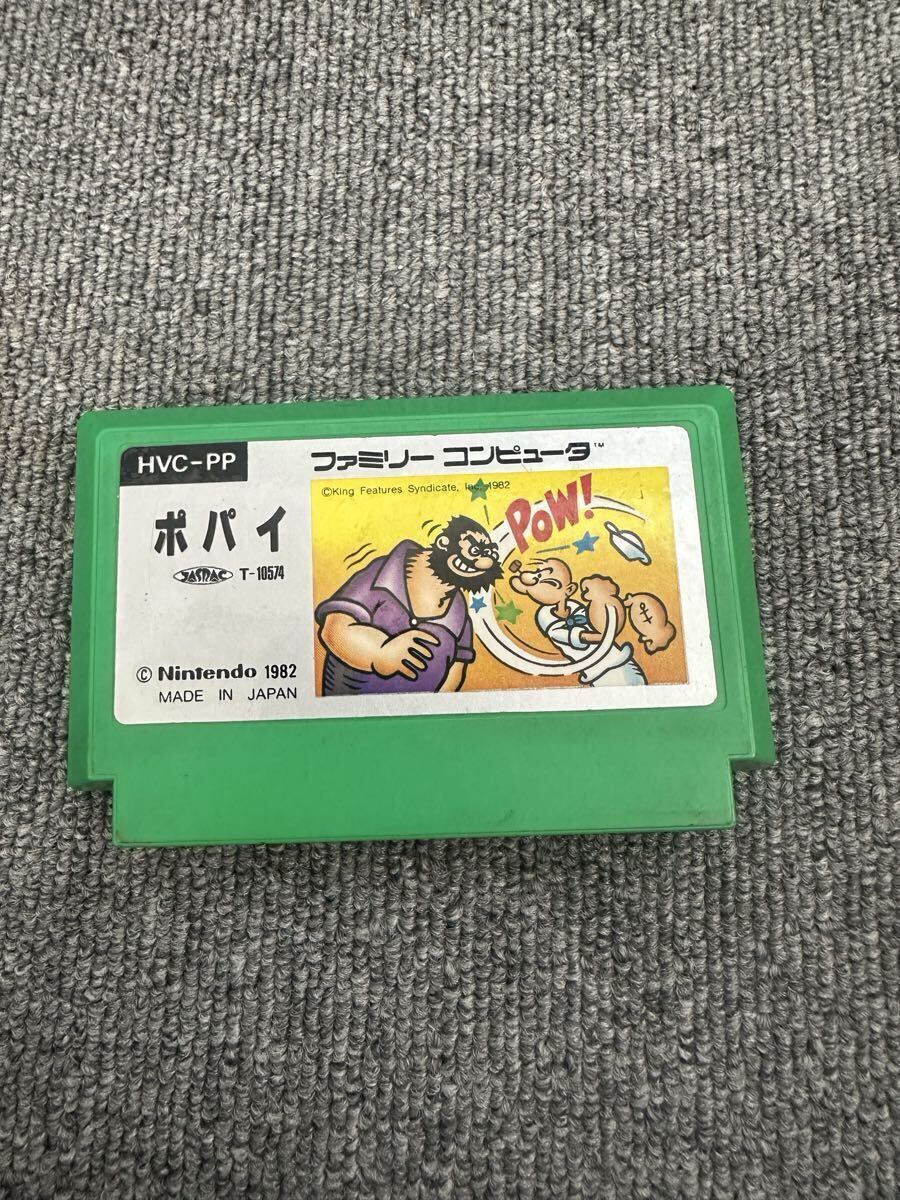 HVC-PP
ファミリー コンピュータ™
©King Features Syndicate, Inc. 1982
POW!
ポパイ
JASRAC T-10574
©Nintendo 1982
MADE IN JAPAN